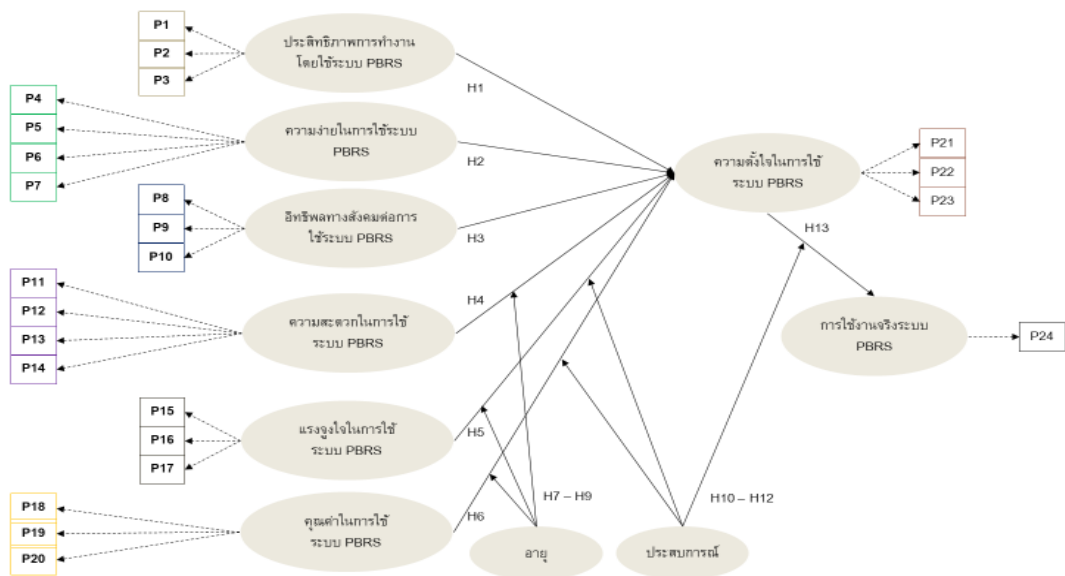 P1
P2
P3
ประสิทธิภาพการทำงาน
โดยใช้ระบบ PBRS
H1
P4
P5
P6
P7
ความง่ายในการใช้ระบบ
PBRS
H2
P8
P9
P10
อิทธิพลทางสังคมต่อการ
ใช้ระบบ PBRS
H3
P11
P12
P13
P14
ความสะดวกในการใช้
ระบบ PBRS
H4
P15
P16
P17
แรงจูงใจในการใช้
ระบบ PBRS
H5
P18
P19
P20
คุณค่าในการใช้
ระบบ PBRS
H6
ความตั้งใจในการใช้
ระบบ PBRS
P21
P22
P23
H13
การใช้งานจริงระบบ
PBRS
P24
H7 – H9
H10 – H12
อายุ
ประสบการณ์